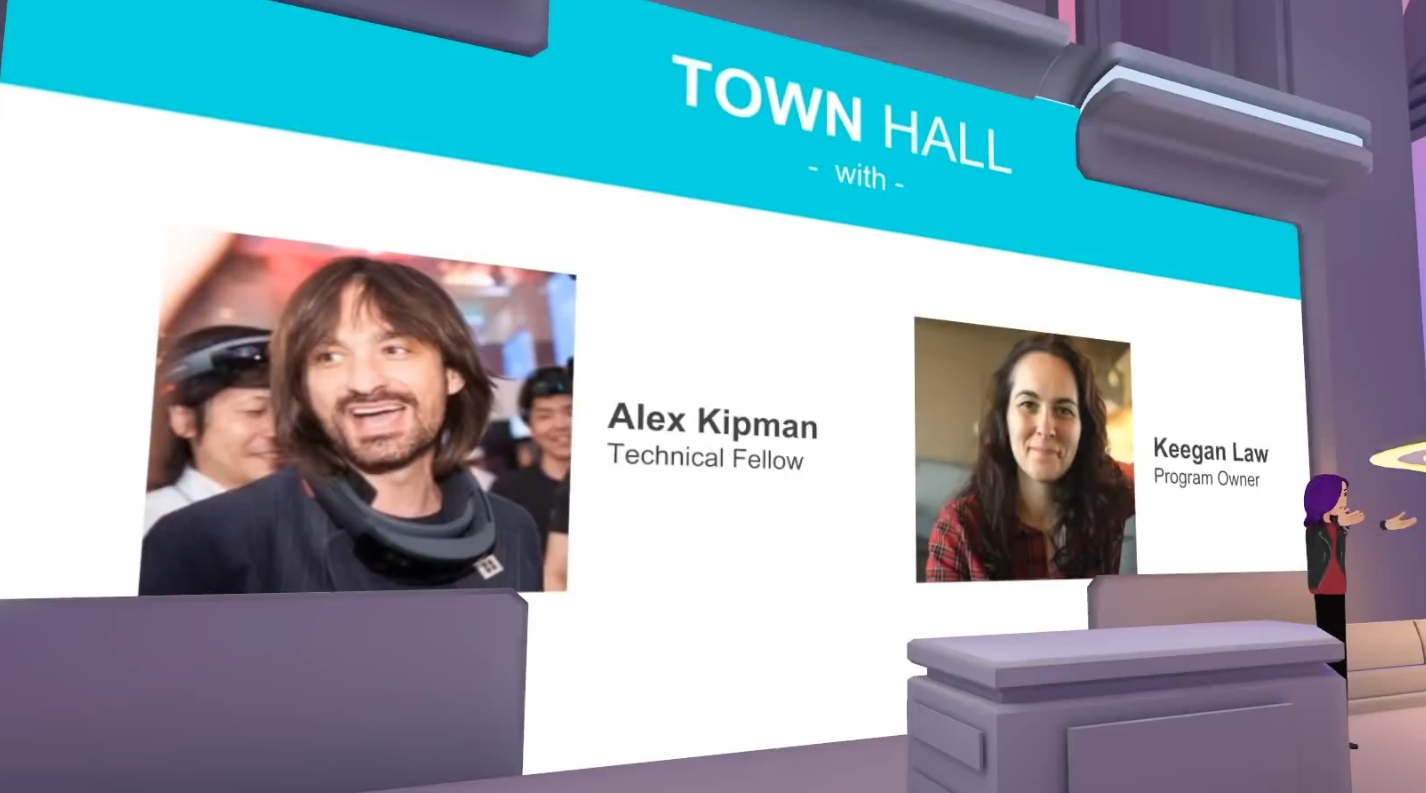 TOWN HALL
- with -
Alex Kipman
Technical Fellow
Keegan Law
Program Owner